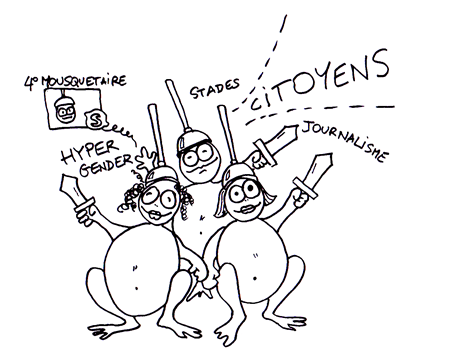 4e MOUSQUETAIRE
$
STADES
CiTOYENS
HYPER
GENDER
JOURNALISME